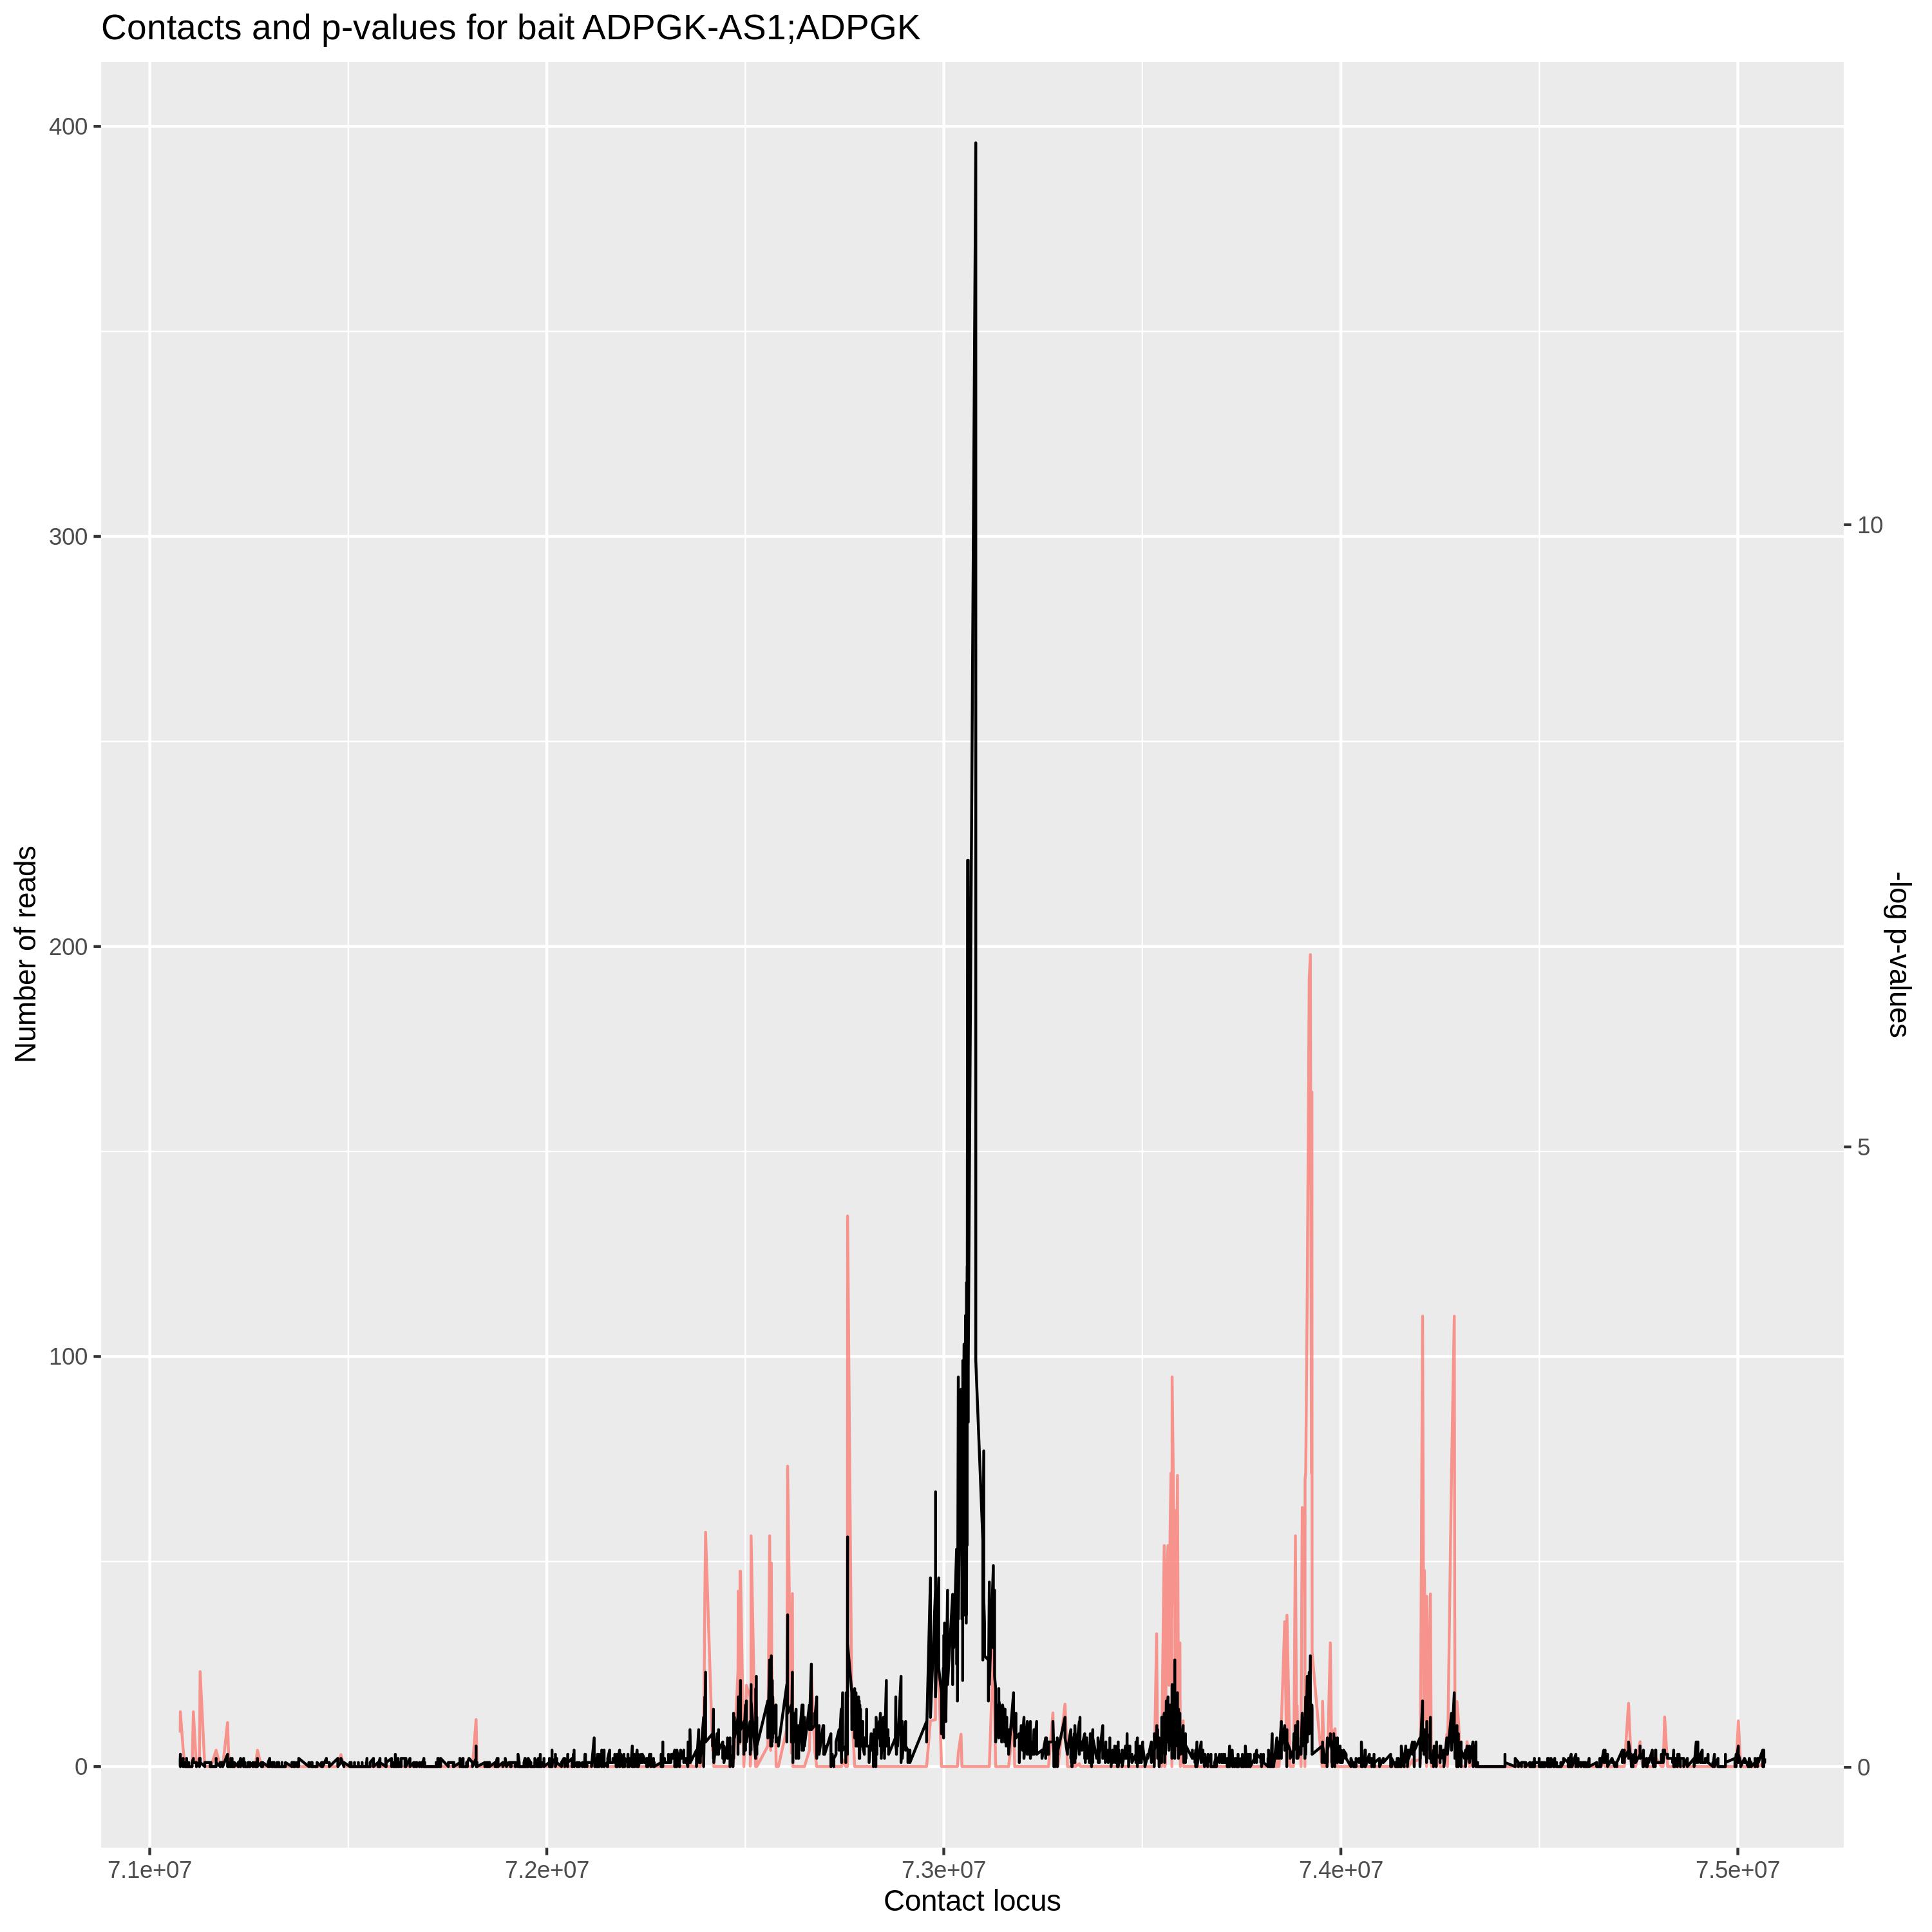 Contacts and p-values for bait ADPGK-AS1;ADPGK
400
300
200
100
0
10
5
0
Number of reads
-log p-values
7.1e+07
7.2e+07
7.3e+07
7.4e+07
7.5e+07
Contact locus